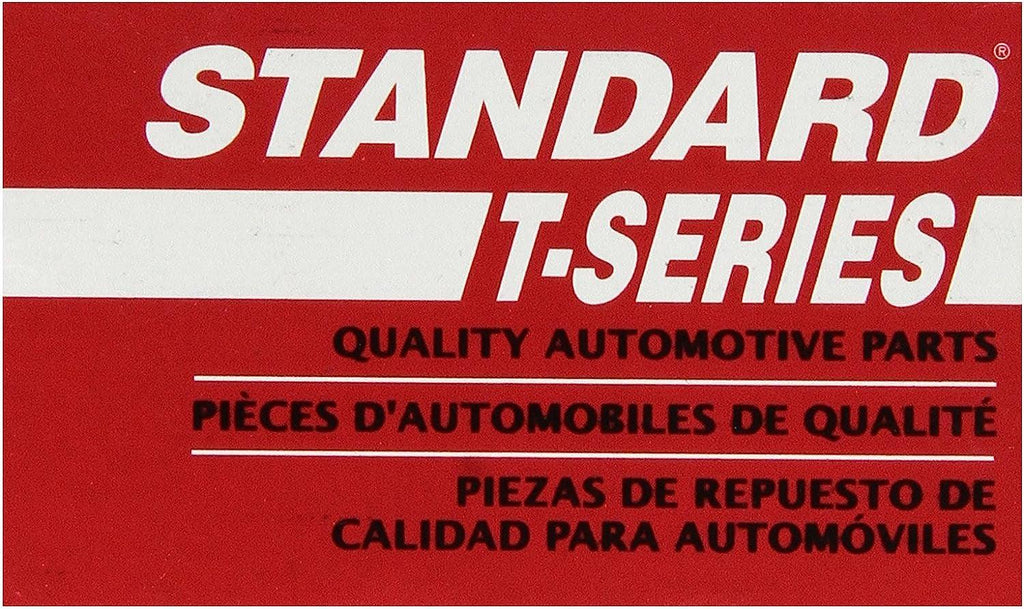 STANDARD®
T-SERIES
QUALITY AUTOMOTIVE PARTS
PIÈCES D'AUTOMOBILES DE QUALITÉ
PIEZAS DE REPUESTO DE
CALIDAD PARA AUTOMÓVILES